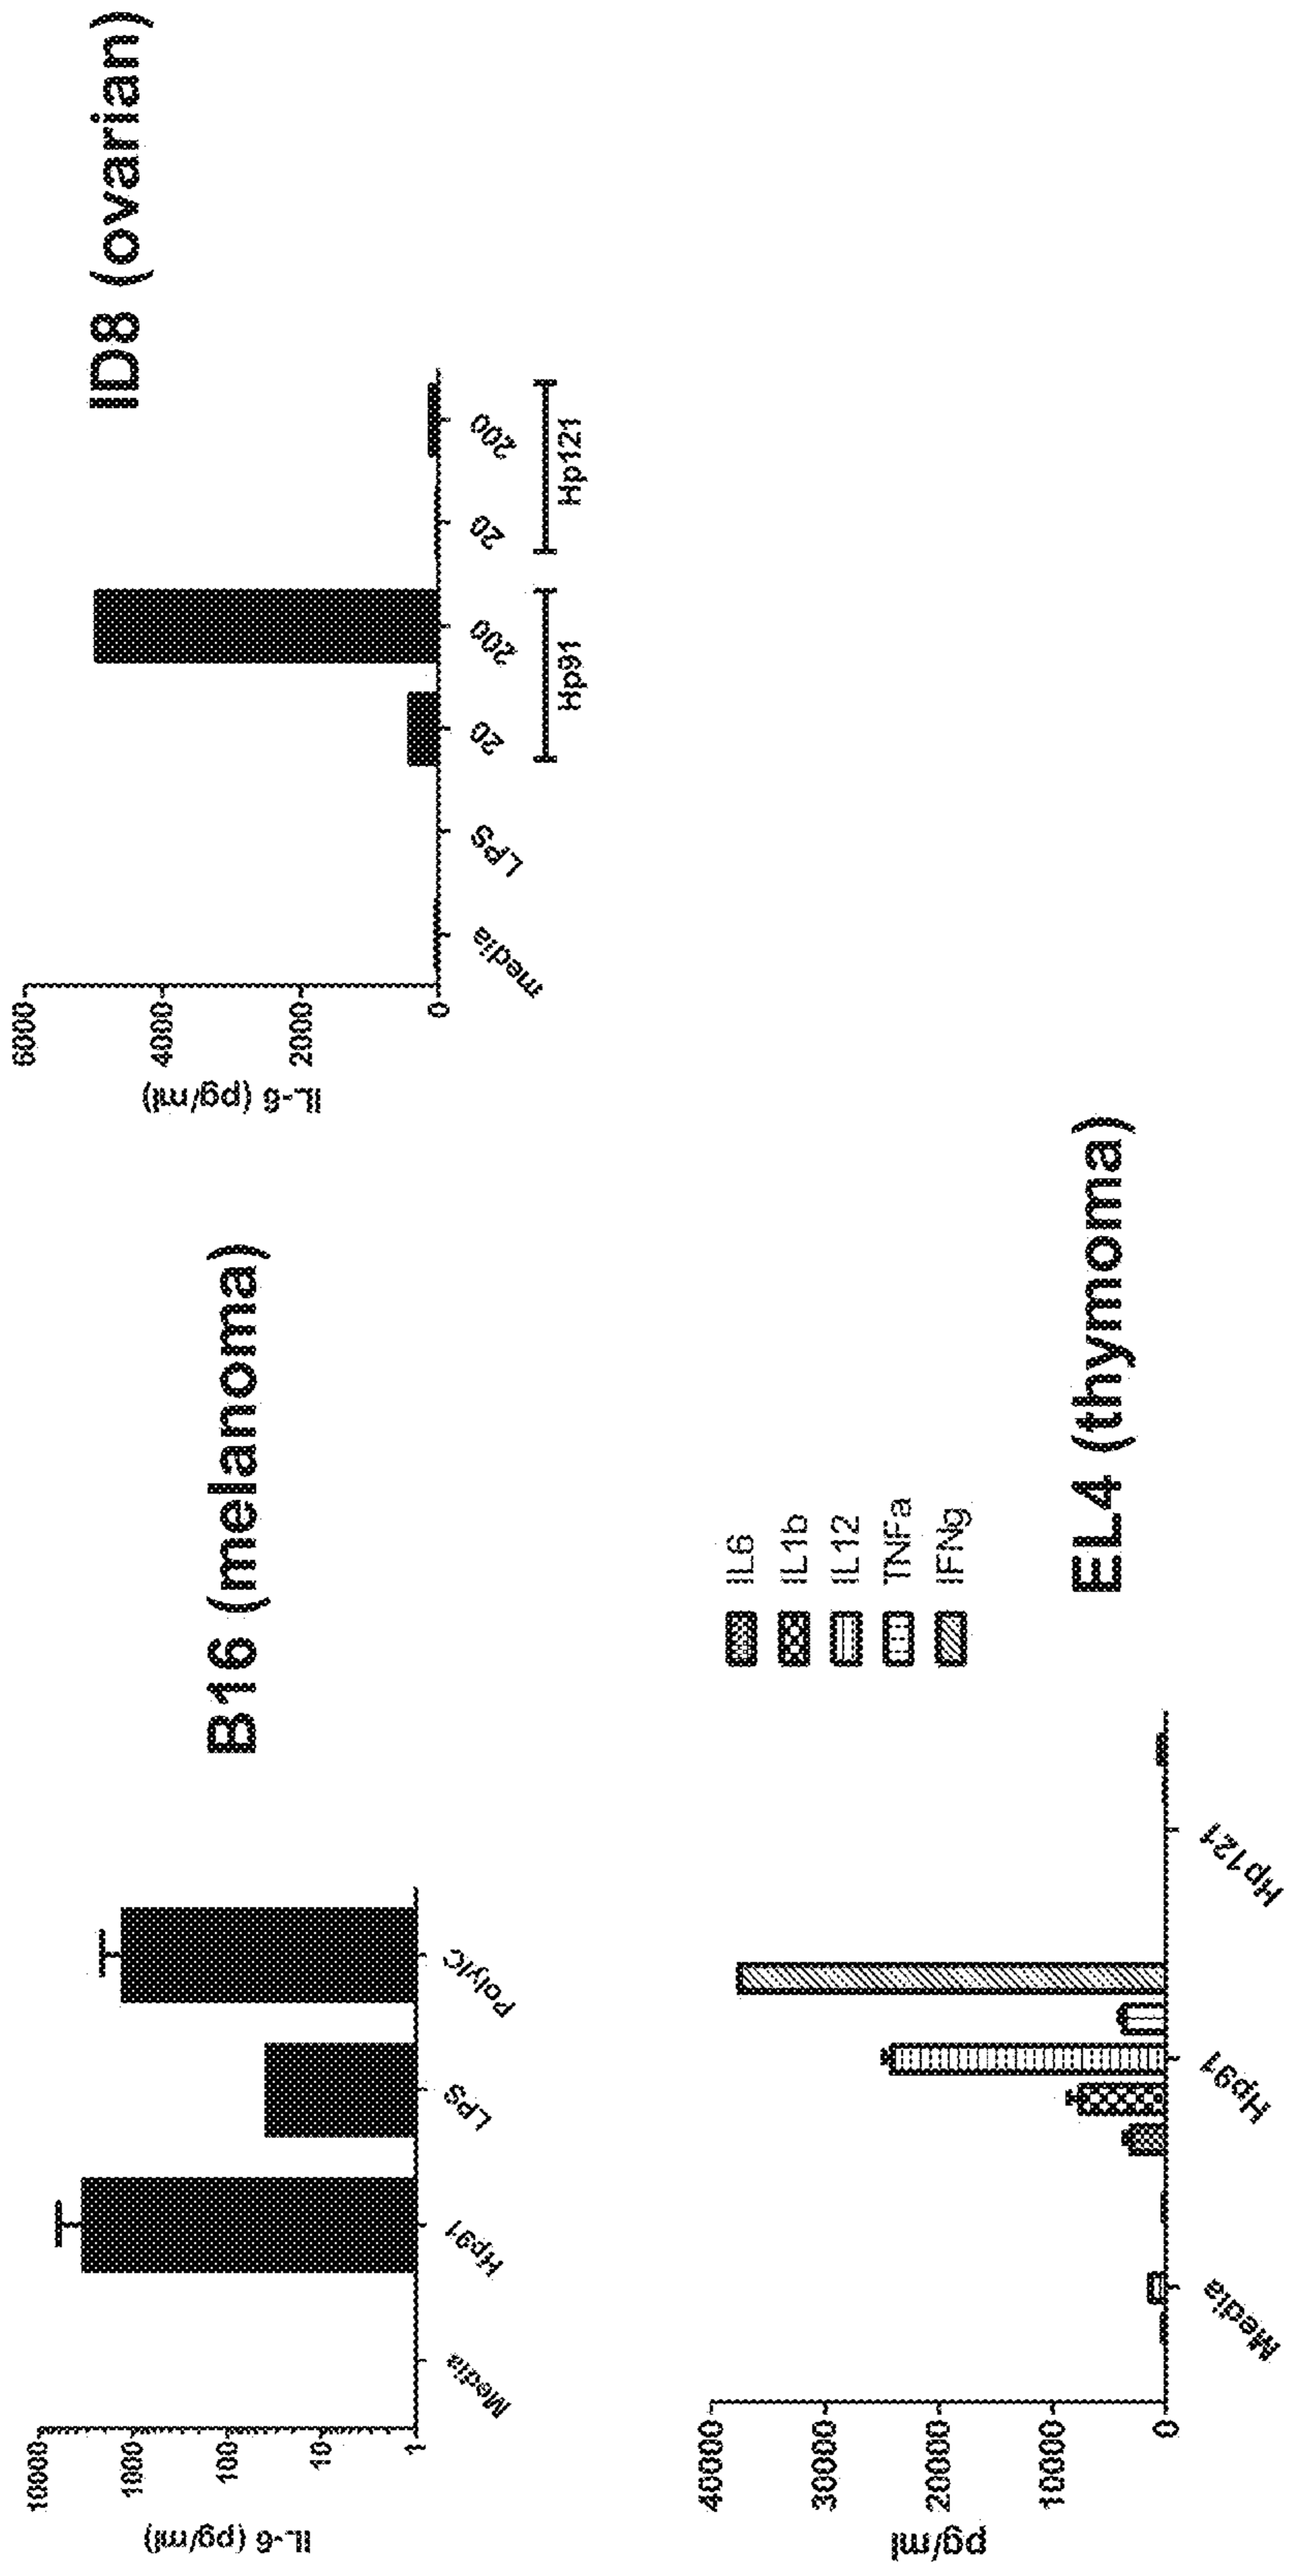 B16 (melanoma)
IL-6 (pg/ml)
10000
1000
100
10
1
Media
Hp91
LPS
PolyIC
ID8 (ovarian)
IL-6 (pg/ml)
6000
4000
2000
0
media
LPS
20
200
20
200
Hp91
Hp121
pg/ml
40000
30000
20000
10000
0
Media
Hp91
Hp121
IL6
IL1b
IL12
TNFa
IFNg
EL4 (thymoma)